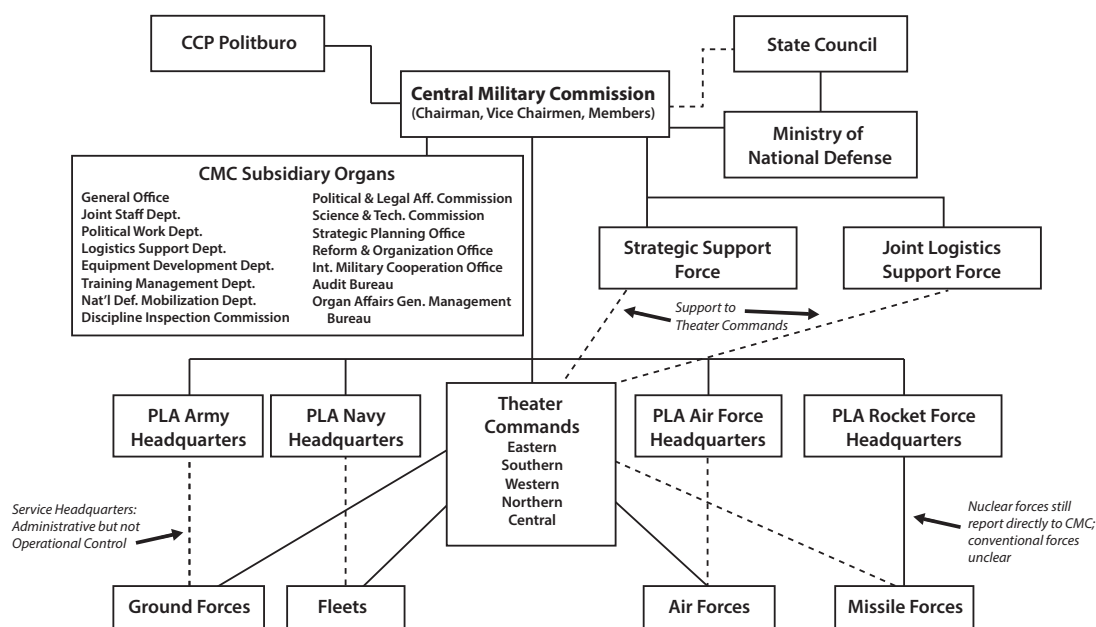 CCP Politburo
State Council
Central Military Commission
(Chairman, Vice Chairmen, Members)
Ministry of
National Defense
CMC Subsidiary Organs
General Office
Joint Staff Dept.
Political Work Dept.
Logistics Support Dept.
Equipment Development Dept.
Training Management Dept.
Nat'l Def. Mobilization Dept.
Discipline Inspection Commission
Political & Legal Aff. Commission
Science & Tech. Commission
Strategic Planning Office
Reform & Organization Office
Int. Military Cooperation Office
Audit Bureau
Organ Affairs Gen. Management
Bureau
Strategic Support
Force
Joint Logistics
Support Force
Support to
Theater Commands
PLA Army
Headquarters
PLA Navy
Headquarters
Theater
Commands
Eastern
Southern
Western
Northern
Central
PLA Air Force
Headquarters
PLA Rocket Force
Headquarters
Service Headquarters:
Administrative but not
Operational Control
Nuclear forces still
report directly to CMC;
conventional forces
unclear
Ground Forces
Fleets
Air Forces
Missile Forces